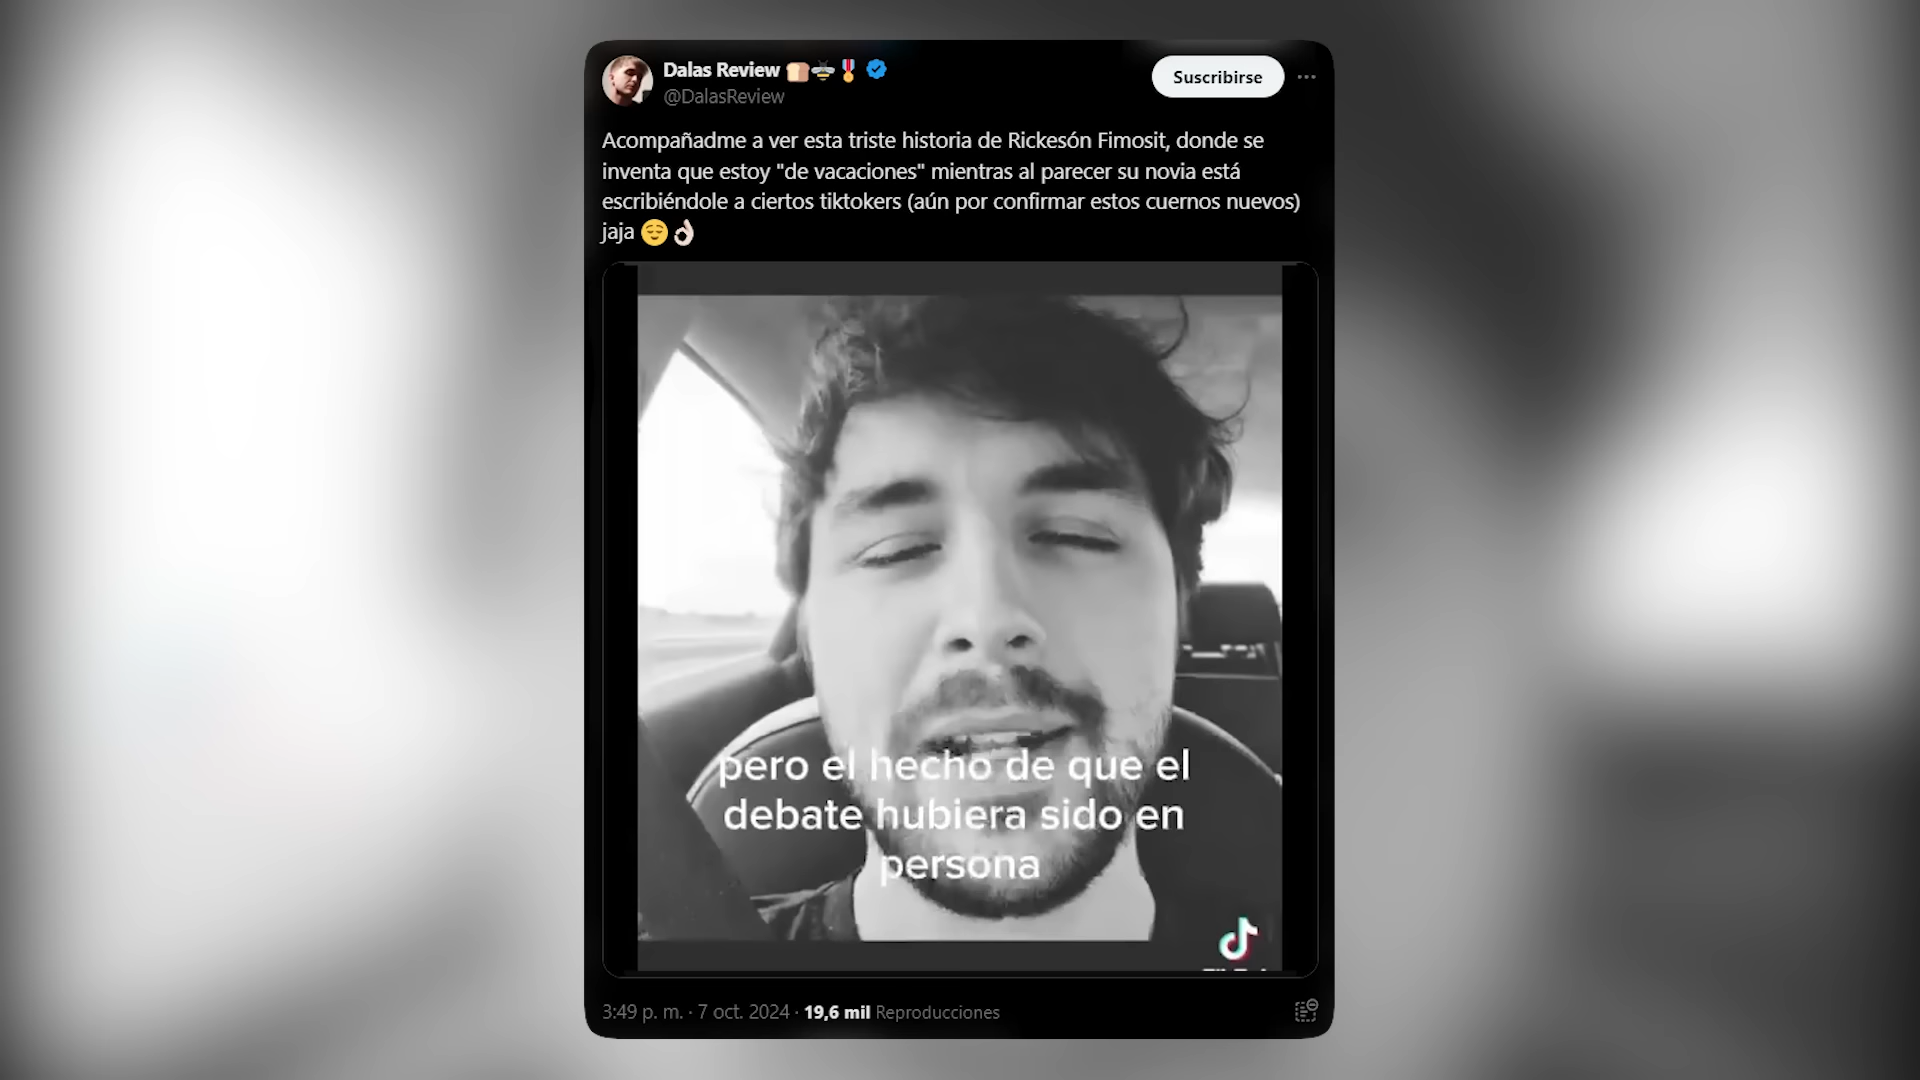 Dalas Review
@DalasReview
Suscribirse
Acompañadme a ver esta triste historia de Rickesón Fimosit, donde se
inventa que estoy "de vacaciones" mientras al parecer su novia está
escribiéndole a ciertos tiktokers (aún por confirmar estos cuernos nuevos)
jaja 😌👌🏻
pero el hecho de que el
debate hubiera sido en
persona
3:49 p. m. · 7 oct. 2024 · 19,6 mil Reproducciones